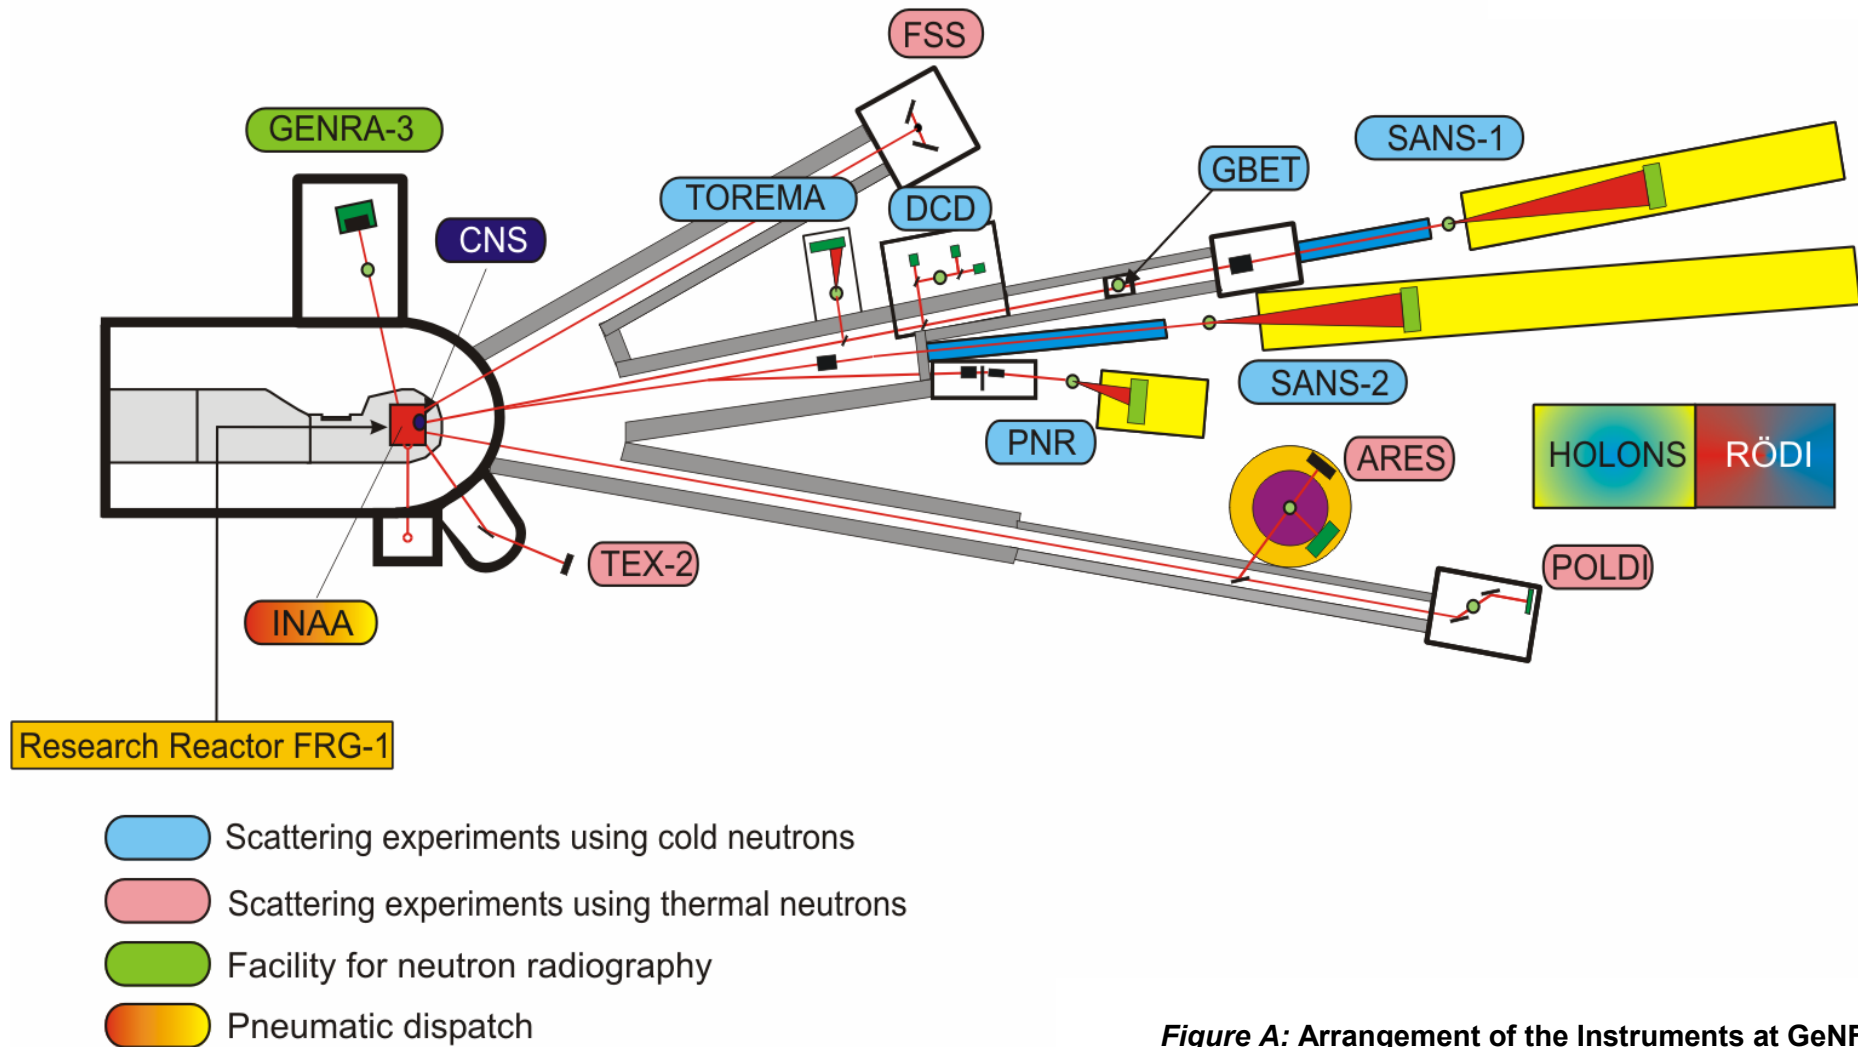 FSS
GENRA-3
SANS-1
GBET
TOREMA
DCD
CNS
SANS-2
PNR
ARES
HOLONS
RÖDI
TEX-2
POLDI
INAA
Research Reactor FRG-1
Scattering experiments using cold neutrons
Scattering experiments using thermal neutrons
Facility for neutron radiography
Pneumatic dispatch
Figure A: Arrangement of the Instruments at GeNF